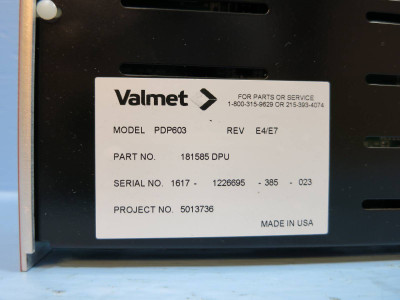 Valmet
FOR PARTS OR SERVICE
1-800-315-9629 OR 215-393-4074
MODEL PDP603 REV E4/E7
PART NO. 181585 DPU
SERIAL NO. 1617 - 1226695 - 385 - 023
PROJECT NO. 5013736
MADE IN USA